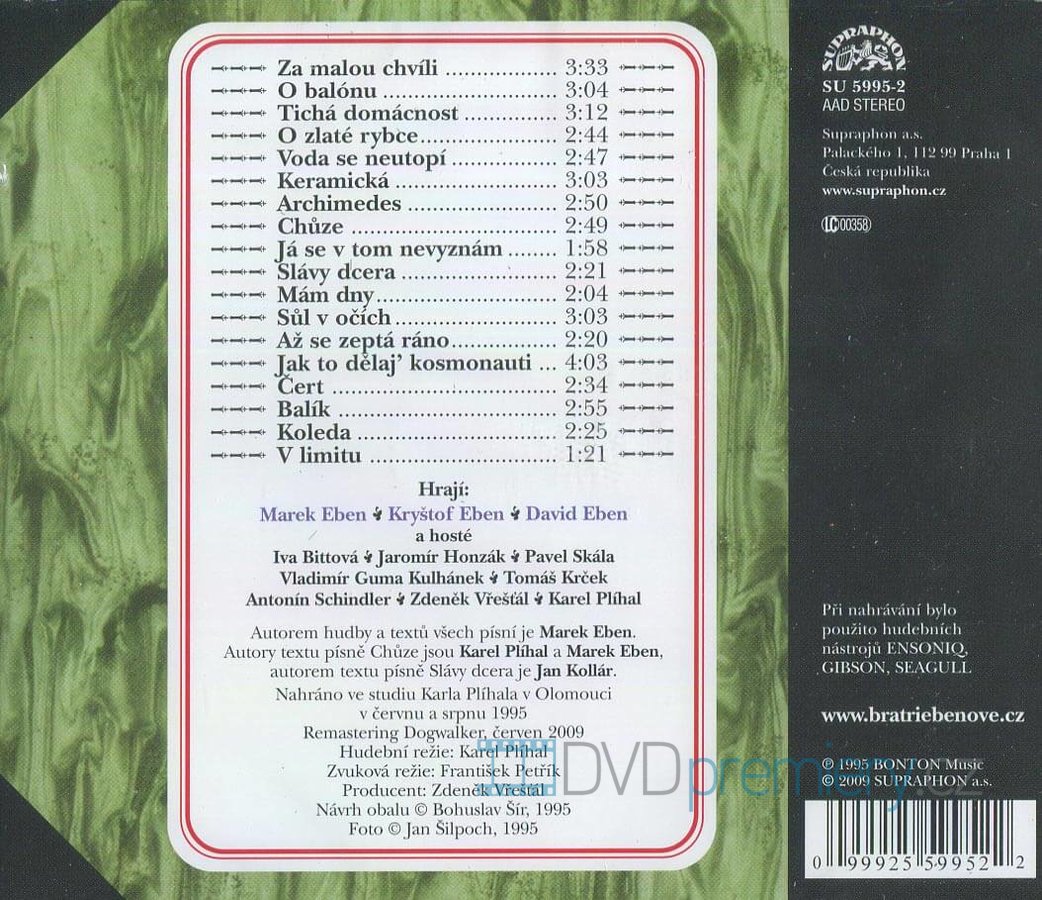 Za malou chvíli .................. 3:33
O balónu ............................ 3:04
Tichá domácnost ............... 3:12
O zlaté rybce...................... 2:44
Voda se neutopí ................. 2:47
Keramická .......................... 3:03
Archimedes ........................ 2:50
Chůze ................................. 2:49
Já se v tom nevyznám ........ 1:58
Slávy dcera ......................... 2:21
Mám dny............................. 2:04
Sůl v očích.......................... 3:03
Až se zeptá ráno................. 2:20
Jak to dělaj’ kosmonauti ... 4:03
Čert .................................... 2:34
Balík ................................... 2:55
Koleda ................................ 2:25
V limitu .............................. 1:21
Hrají:
Marek Eben Kryštof Eben David Eben
a hosté
Iva Bittová Jaromír Honzák Pavel Skála
Vladimír Guma Kulhánek Tomáš Krček
Antonín Schindler Zdeněk Vřešťál Karel Plíhal
Autorem hudby a textů všech písní je Marek Eben.
Autory textu písně Chůze jsou Karel Plíhal a Marek Eben,
autorem textu písně Slávy dcera je Jan Kollár.
Nahráno ve studiu Karla Plíhala v Olomouci
v červnu a srpnu 1995
Remastering Dogwalker, červen 2009
Hudební režie: Karel Plíhal
Zvuková režie: František Petřík
Producent: Zdeněk Vřešťál
Návrh obalu © Bohuslav Šír, 1995
Foto © Jan Šilpoch, 1995
SUPRAPHON
SU 5995-2
AAD STEREO
Supraphon a.s.
Palackého 1, 112 99 Praha 1
Česká republika
www.supraphon.cz
LC 00358
Při nahrávání bylo
použito hudebních
nástrojů ENSONIQ,
GIBSON, SEAGULL
www.bratriebenove.cz
℗ 1995 BONTON Music
© 2009 SUPRAPHON a.s.
DVDpremiery.cz
0 99925 59952 2